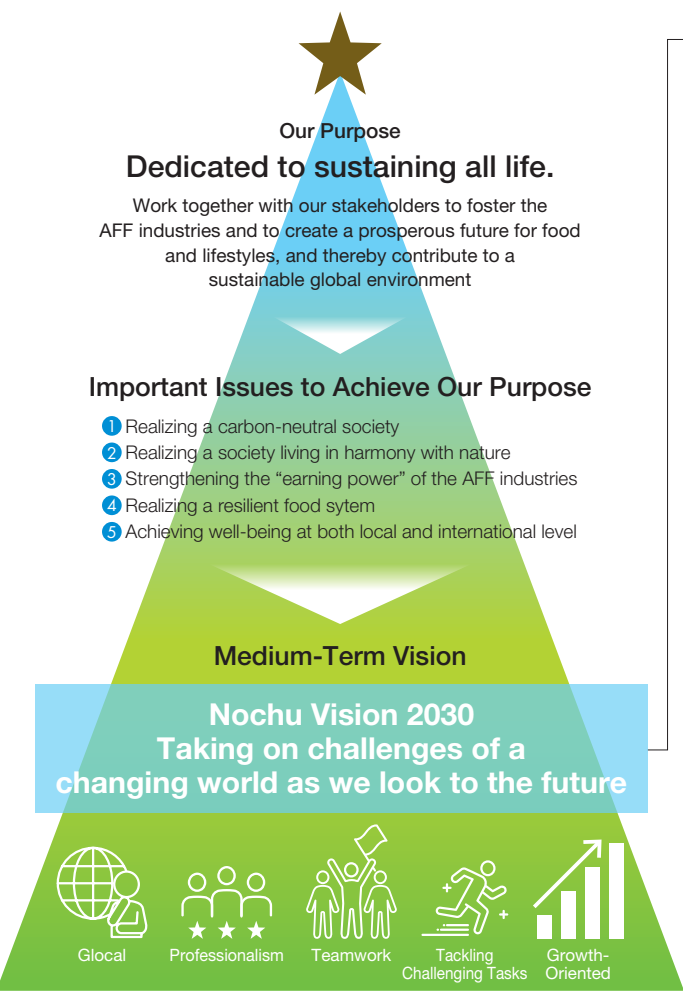 Our Purpose
Dedicated to sustaining all life.
Work together with our stakeholders to foster the
AFF industries and to create a prosperous future for food
and lifestyles, and thereby contribute to a
sustainable global environment
Important Issues to Achieve Our Purpose
1 Realizing a carbon-neutral society
2 Realizing a society living in harmony with nature
3 Strengthening the “earning power” of the AFF industries
4 Realizing a resilient food sytem
5 Achieving well-being at both local and international level
Medium-Term Vision
Nochu Vision 2030
Taking on challenges of a
changing world as we look to the future
Glocal
Professionalism
Teamwork
Tackling
Challenging Tasks
Growth-
Oriented